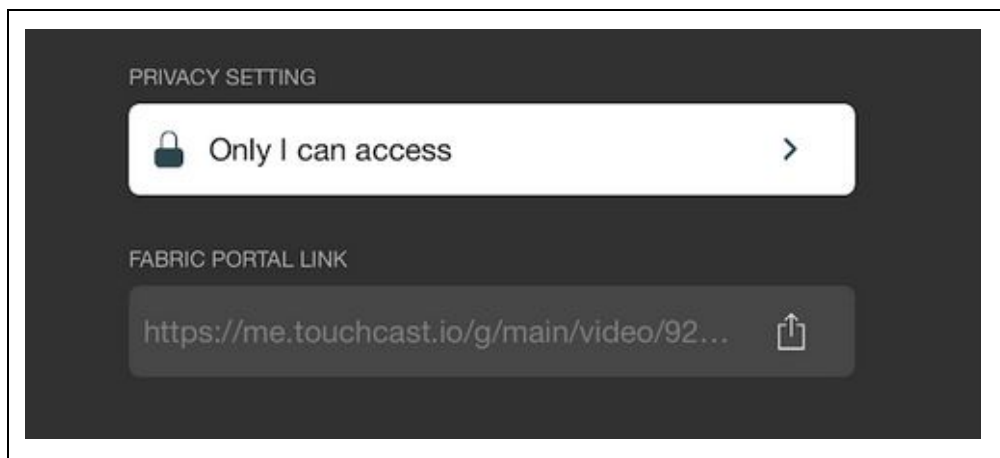 PRIVACY SETTING
Only I can access
FABRIC PORTAL LINK
https://me.touchcast.io/g/main/video/92...